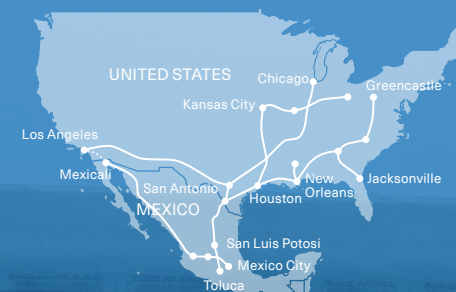 UNITED STATES
Chicago
Greencastle
Kansas City
Los Angeles
Mexicali
San Antonio
New
Orleans
Jacksonville
Houston
MEXICO
San Luis Potosi
Mexico City
Toluca